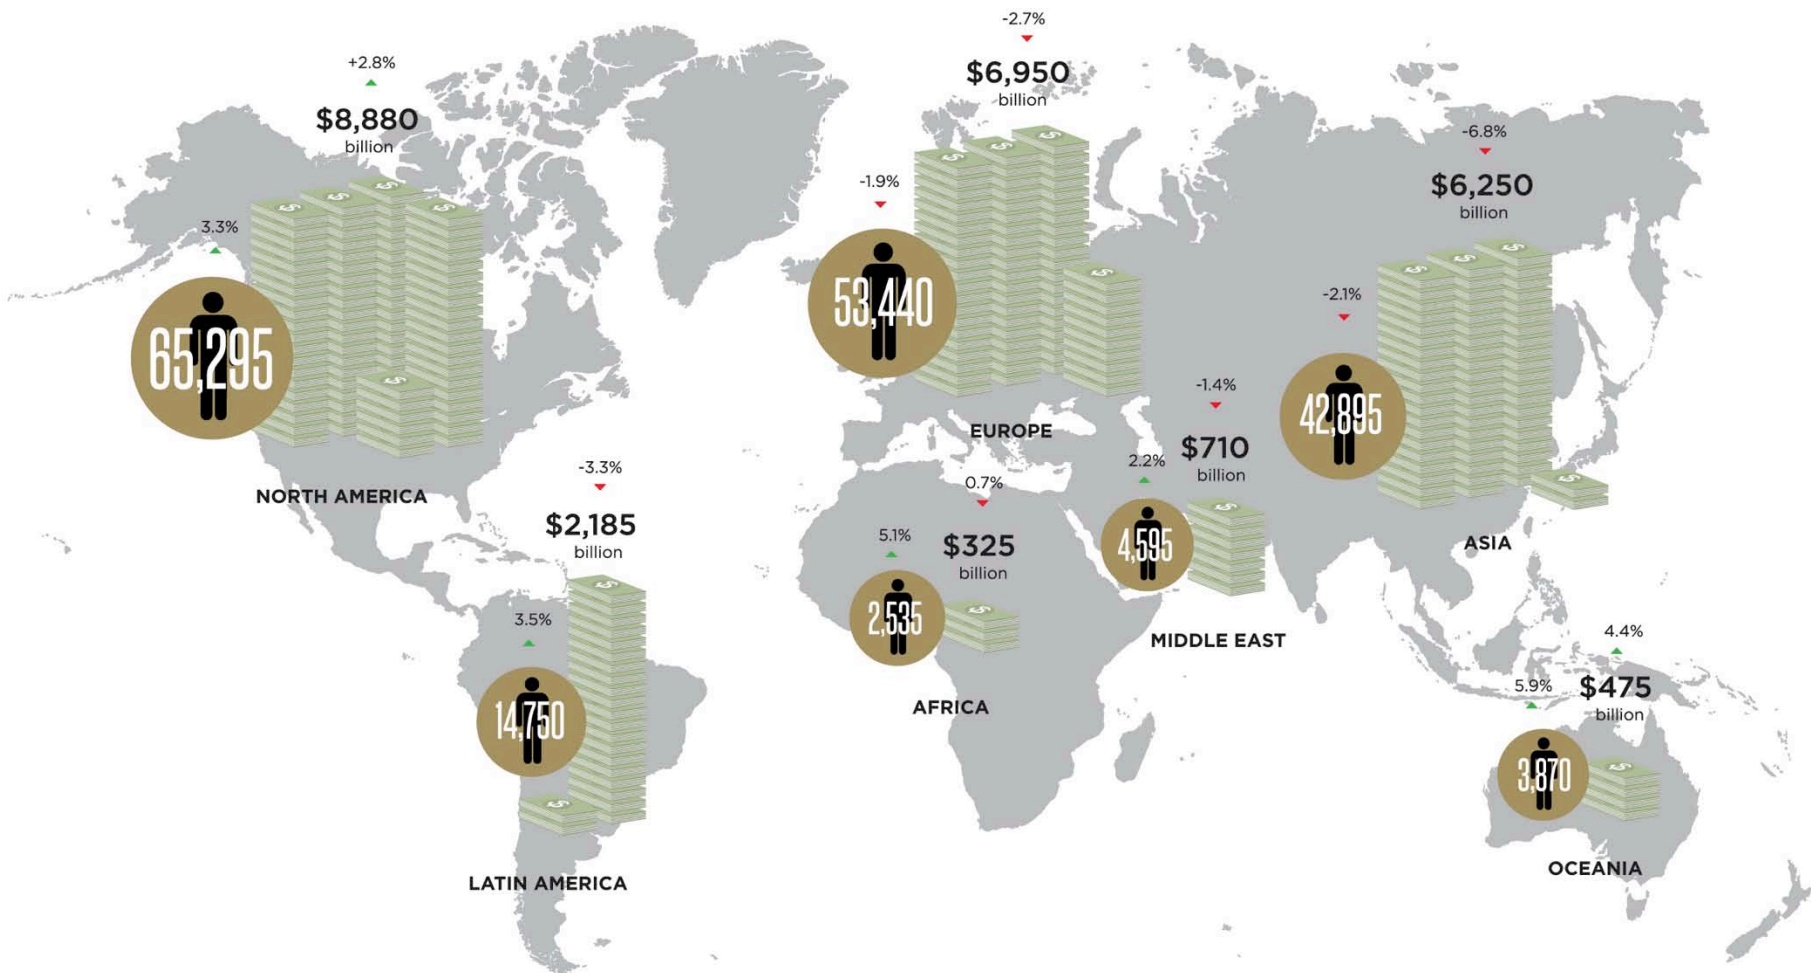 +2.8%
$8,880
billion
3.3%
65,295
NORTH AMERICA
-3.3%
$2,185
billion
3.5%
14,750
LATIN AMERICA
-2.7%
$6,950
billion
-1.9%
53,440
EUROPE
0.7%
$325
billion
5.1%
2,535
AFRICA
-1.4%
$710
billion
2.2%
4,595
MIDDLE EAST
-6.8%
$6,250
billion
-2.1%
42,895
ASIA
4.4%
$475
billion
5.9%
3,870
OCEANIA